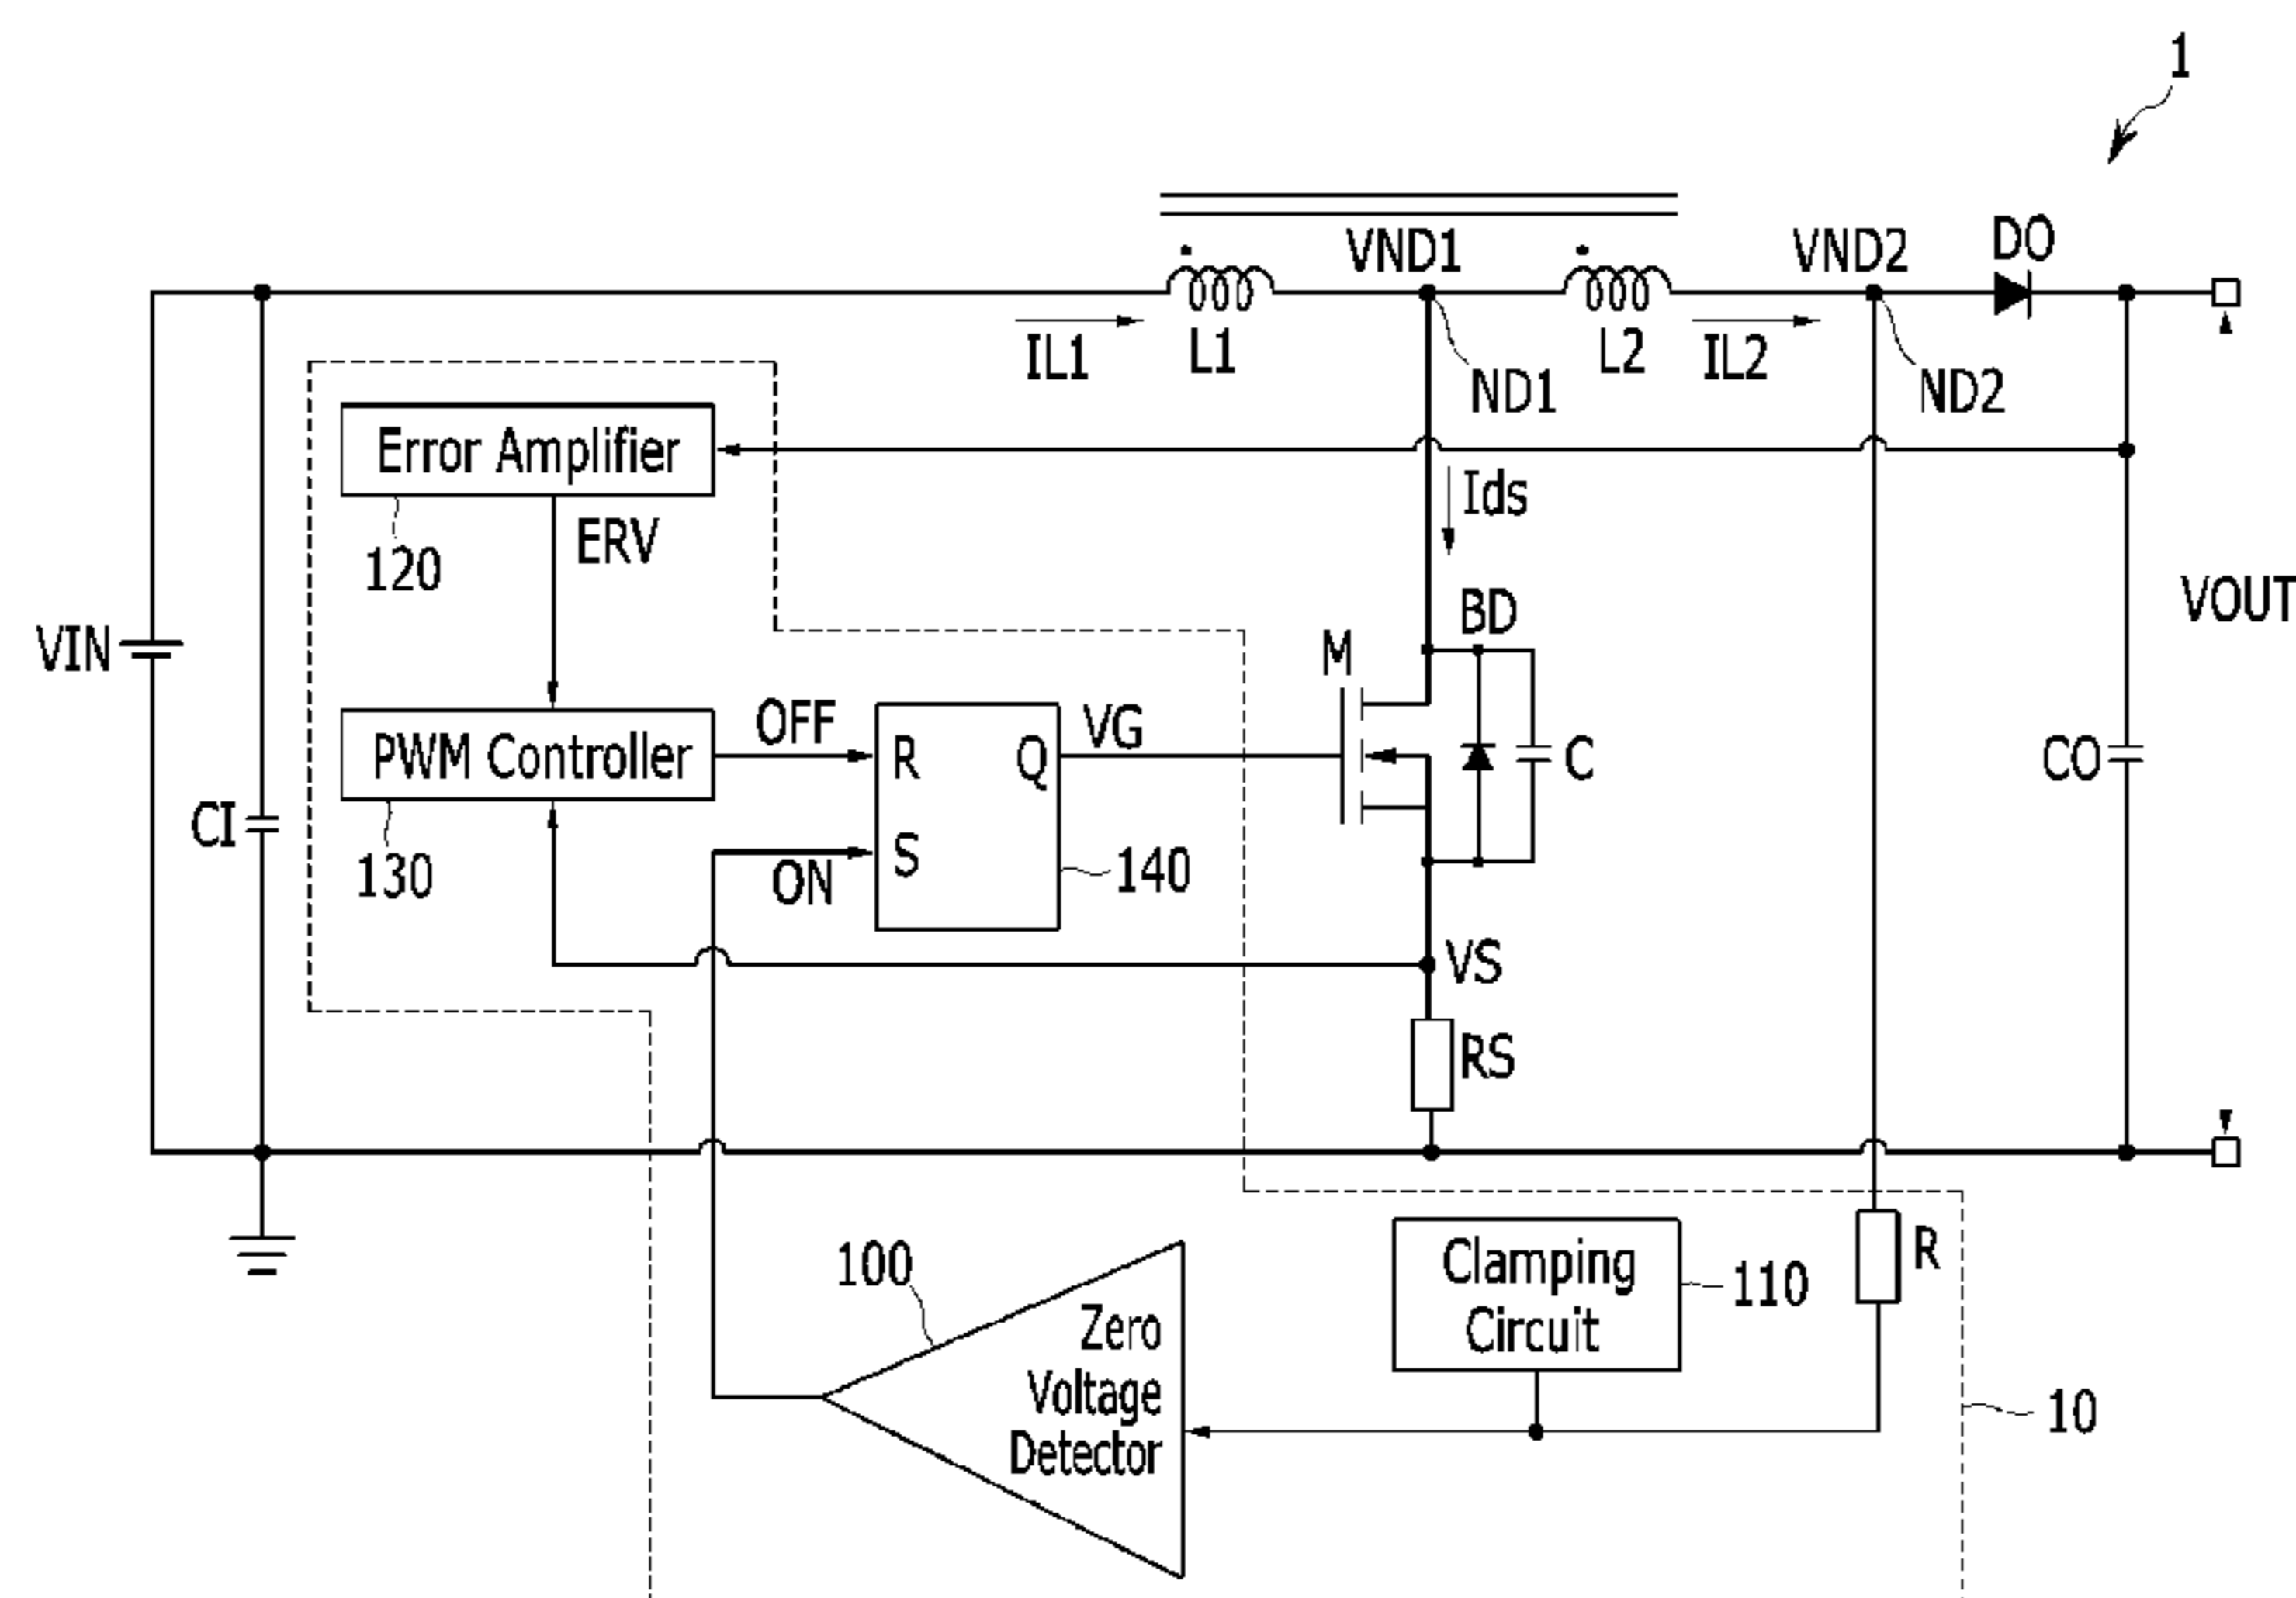 1
VND1
VND2
DO
IL1
L1
ND1
L2
IL2
ND2
Error Amplifier
120
ERV
Ids
VIN
BD
M
VOUT
OFF
VG
PWM Controller
R
Q
C
CO
CI
130
ON
S
140
VS
RS
100
Zero
Voltage
Detector
Clamping
Circuit
110
R
10